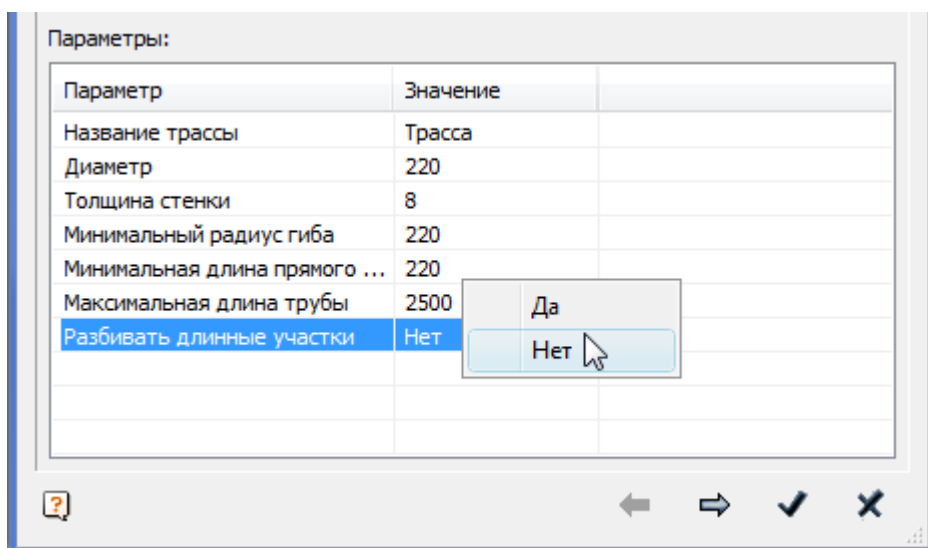 Параметры:
Параметр Значение
Название трассы Трасса
Диаметр 220
Толщина стенки 8
Минимальный радиус гиба 220
Минимальная длина прямого ... 220
Максимальная длина трубы 2500
Разбивать длинные участки Нет
Да
Нет
?